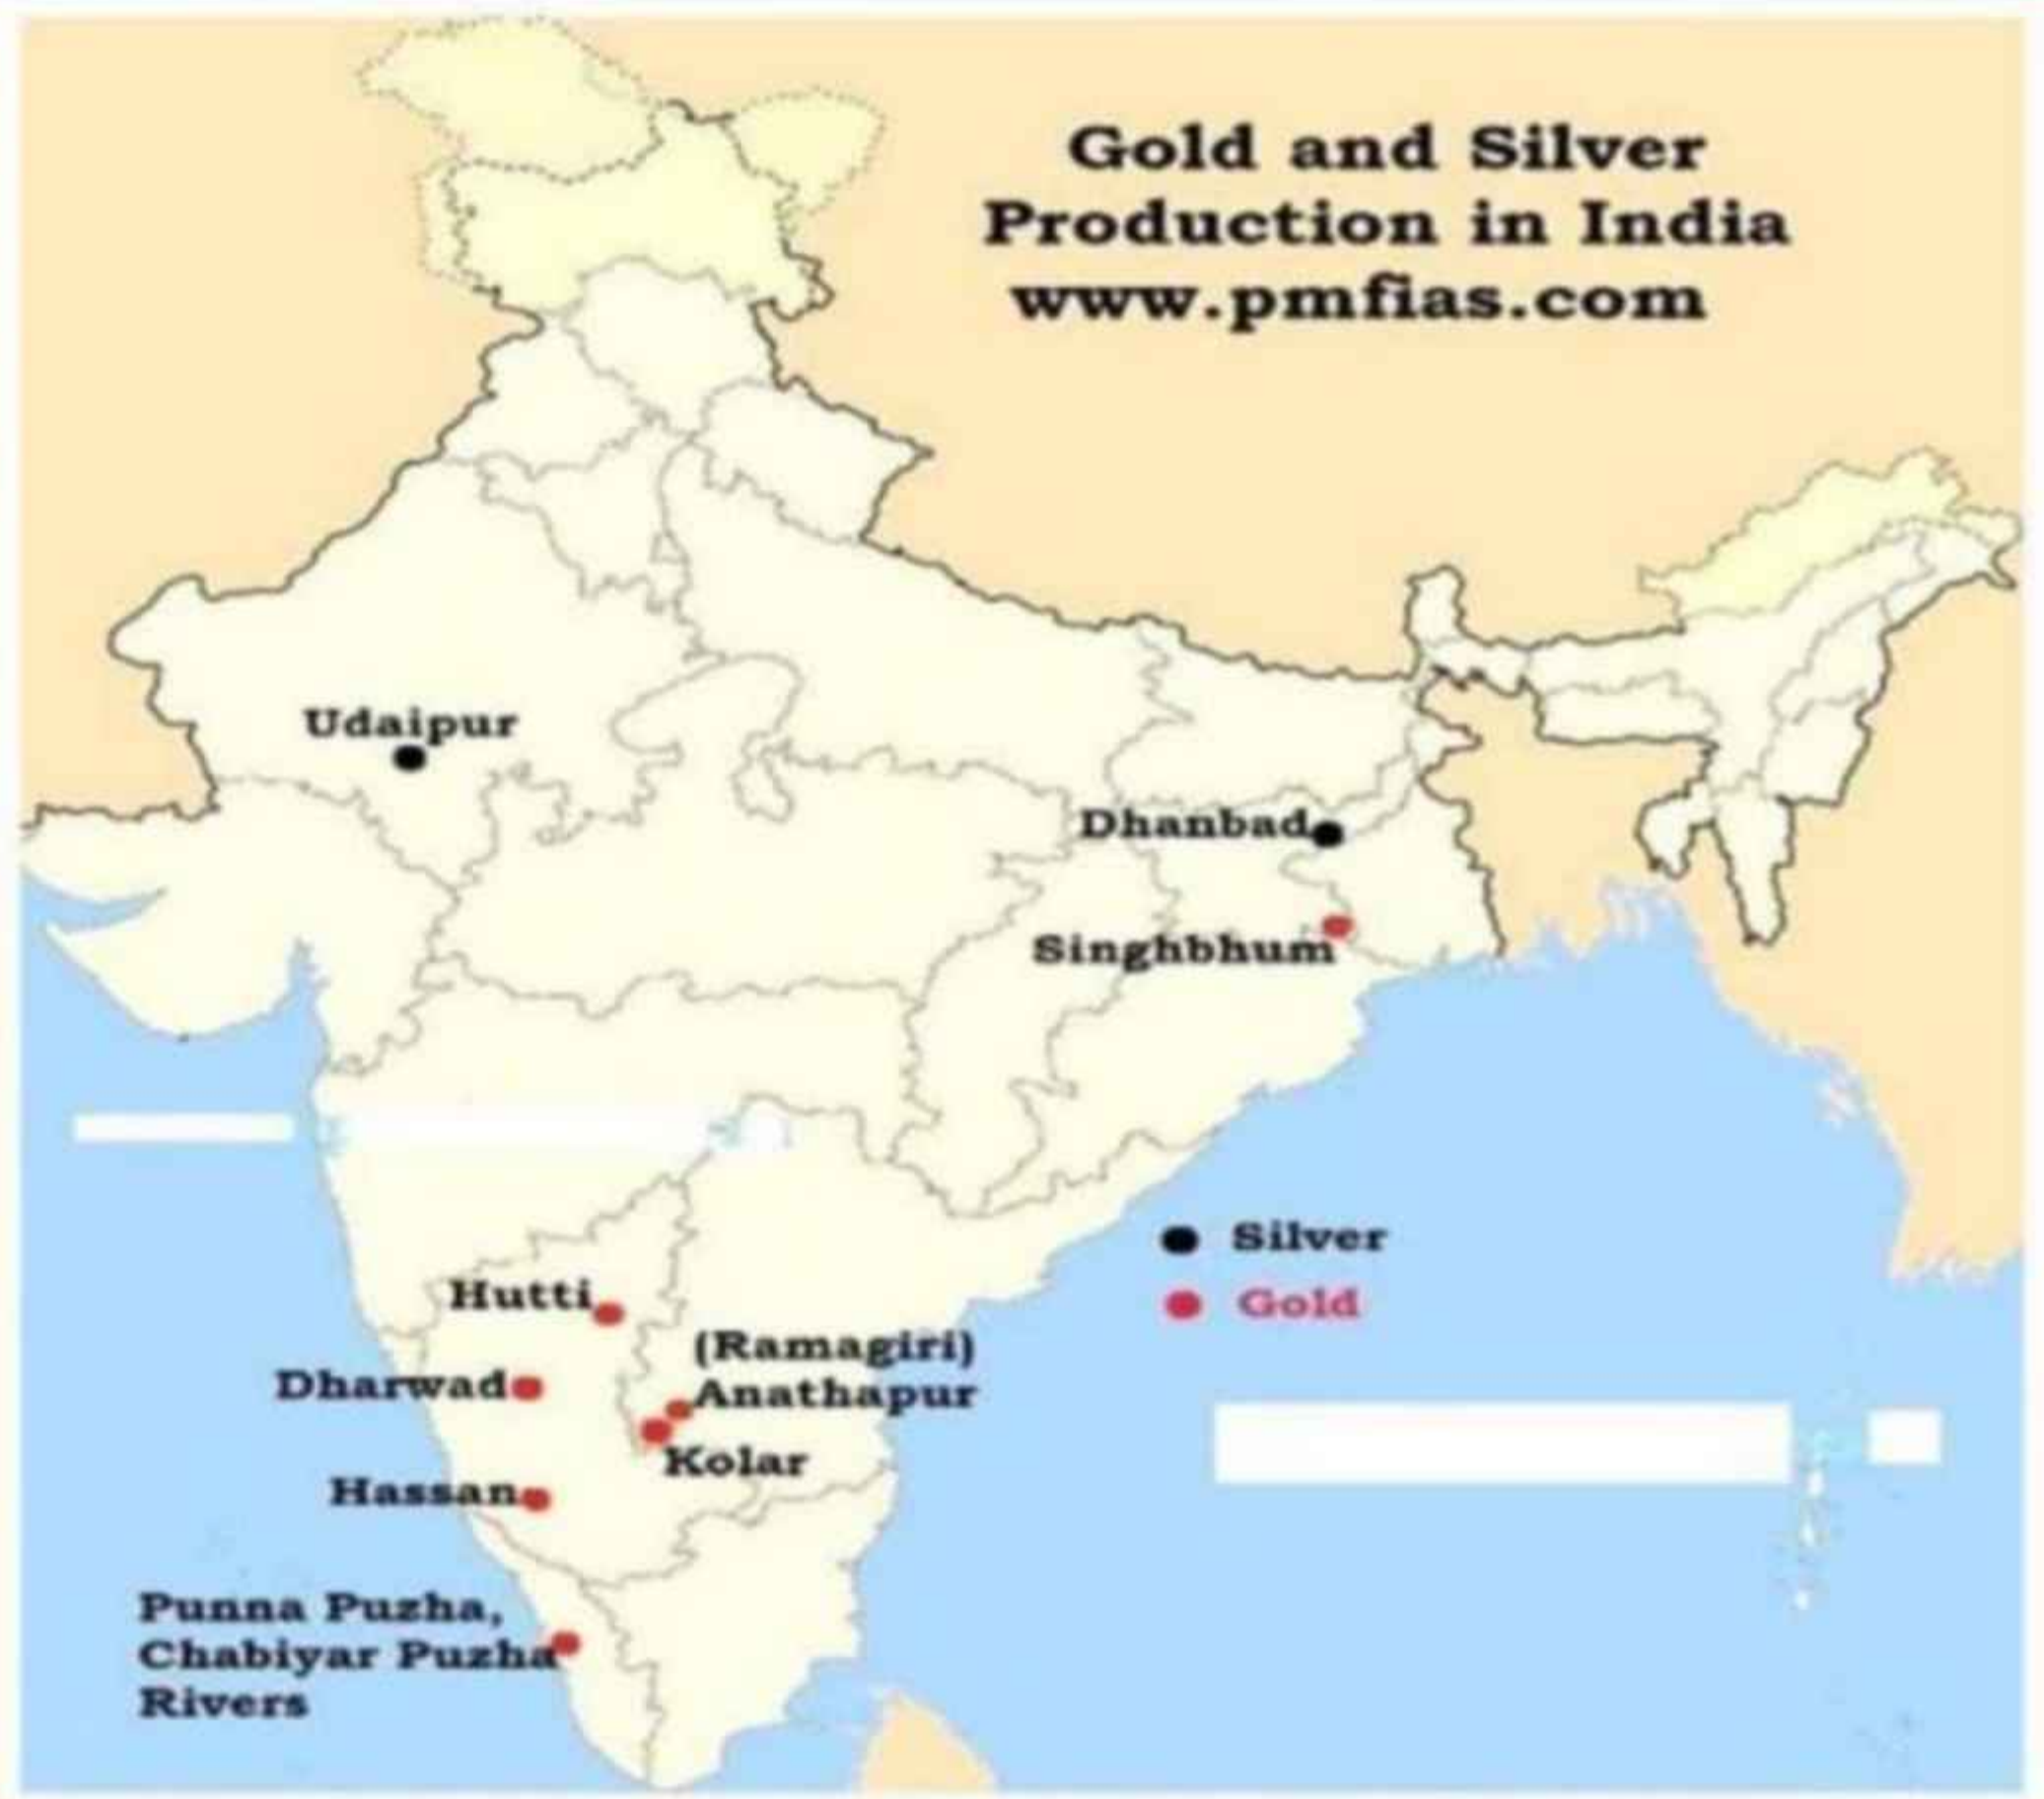 Gold and Silver
Production in India
www.pmfias.com
Udaipur
Dhanbad
Singhbhum
Silver
Gold
Hutti
(Ramagiri)
Anathapur
Dharwad
Kolar
Hassan
Punna Puzha,
Chabiyar Puzha
Rivers